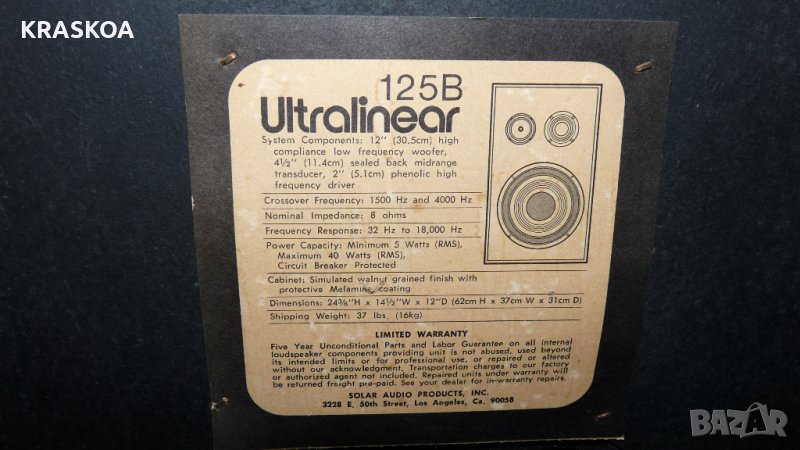 KRASKOA
125B
Ultralinear
System Components: 12" (30.5cm) high
compliance low frequency woofer,
4½" (11.4cm) sealed back midrange
transducer, 2" (5.1cm) phenolic high
frequency driver
Crossover Frequency: 1500 Hz and 4000 Hz
Nominal Impedance: 8 ohms
Frequency Response: 32 Hz to 18,000 Hz
Power Capacity: Minimum 5 Watts (RMS),
Maximum 40 Watts (RMS),
Circuit Breaker Protected
Cabinet: Simulated walnut grained finish with
protective Melamine coating
Dimensions: 24⅜"H x 14½"W x 12"D (62cm H x 37cm W x 31cm D)
Shipping Weight: 37 lbs. (16kg)
LIMITED WARRANTY
Five Year Unconditional Parts and Labor Guarantee on all internal
loudspeaker components providing unit is not abused, used beyond
its intended limits or for professional use, or repaired or altered
without our acknowledgment. Transportation charges to our factory
or authorized agent not included. Repaired units under warranty will
be returned freight pre-paid. See your dealer for in-warranty repairs.
SOLAR AUDIO PRODUCTS, INC.
3228 E. 50th Street, Los Angeles, Ca. 90058
BAZAR